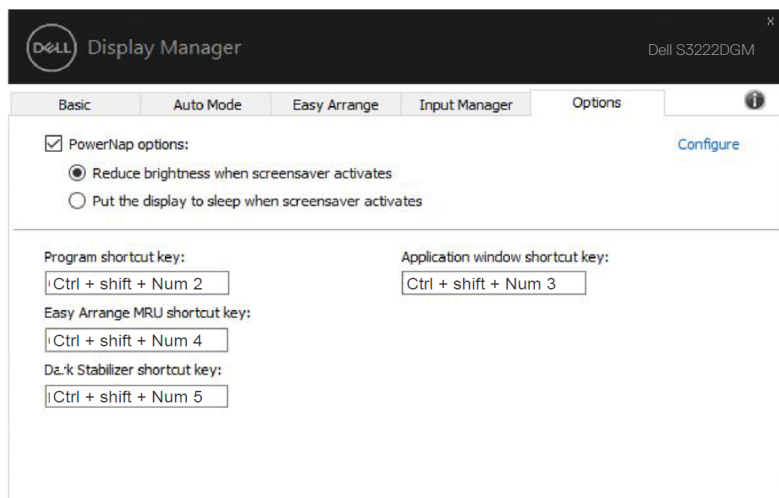 x
DELL Display Manager
Dell S3222DGM
Basic Auto Mode Easy Arrange Input Manager Options
PowerNap options: Configure
Reduce brightness when screensaver activates
Put the display to sleep when screensaver activates
Program shortcut key: Application window shortcut key:
Ctrl + shift + Num 2 Ctrl + shift + Num 3
Easy Arrange MRU shortcut key:
Ctrl + shift + Num 4
Dark Stabilizer shortcut key:
Ctrl + shift + Num 5